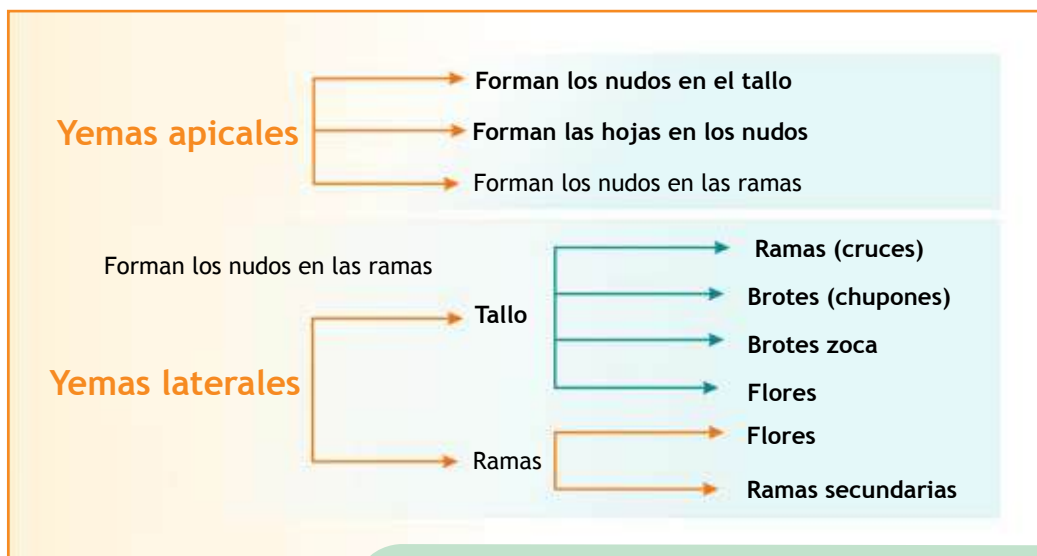 Yemas apicales
Forman los nudos en el tallo
Forman las hojas en los nudos
Forman los nudos en las ramas
Forman los nudos en las ramas
Yemas laterales
Tallo
Ramas (cruces)
Brotes (chupones)
Brotes zoca
Flores
Ramas
Flores
Ramas secundarias